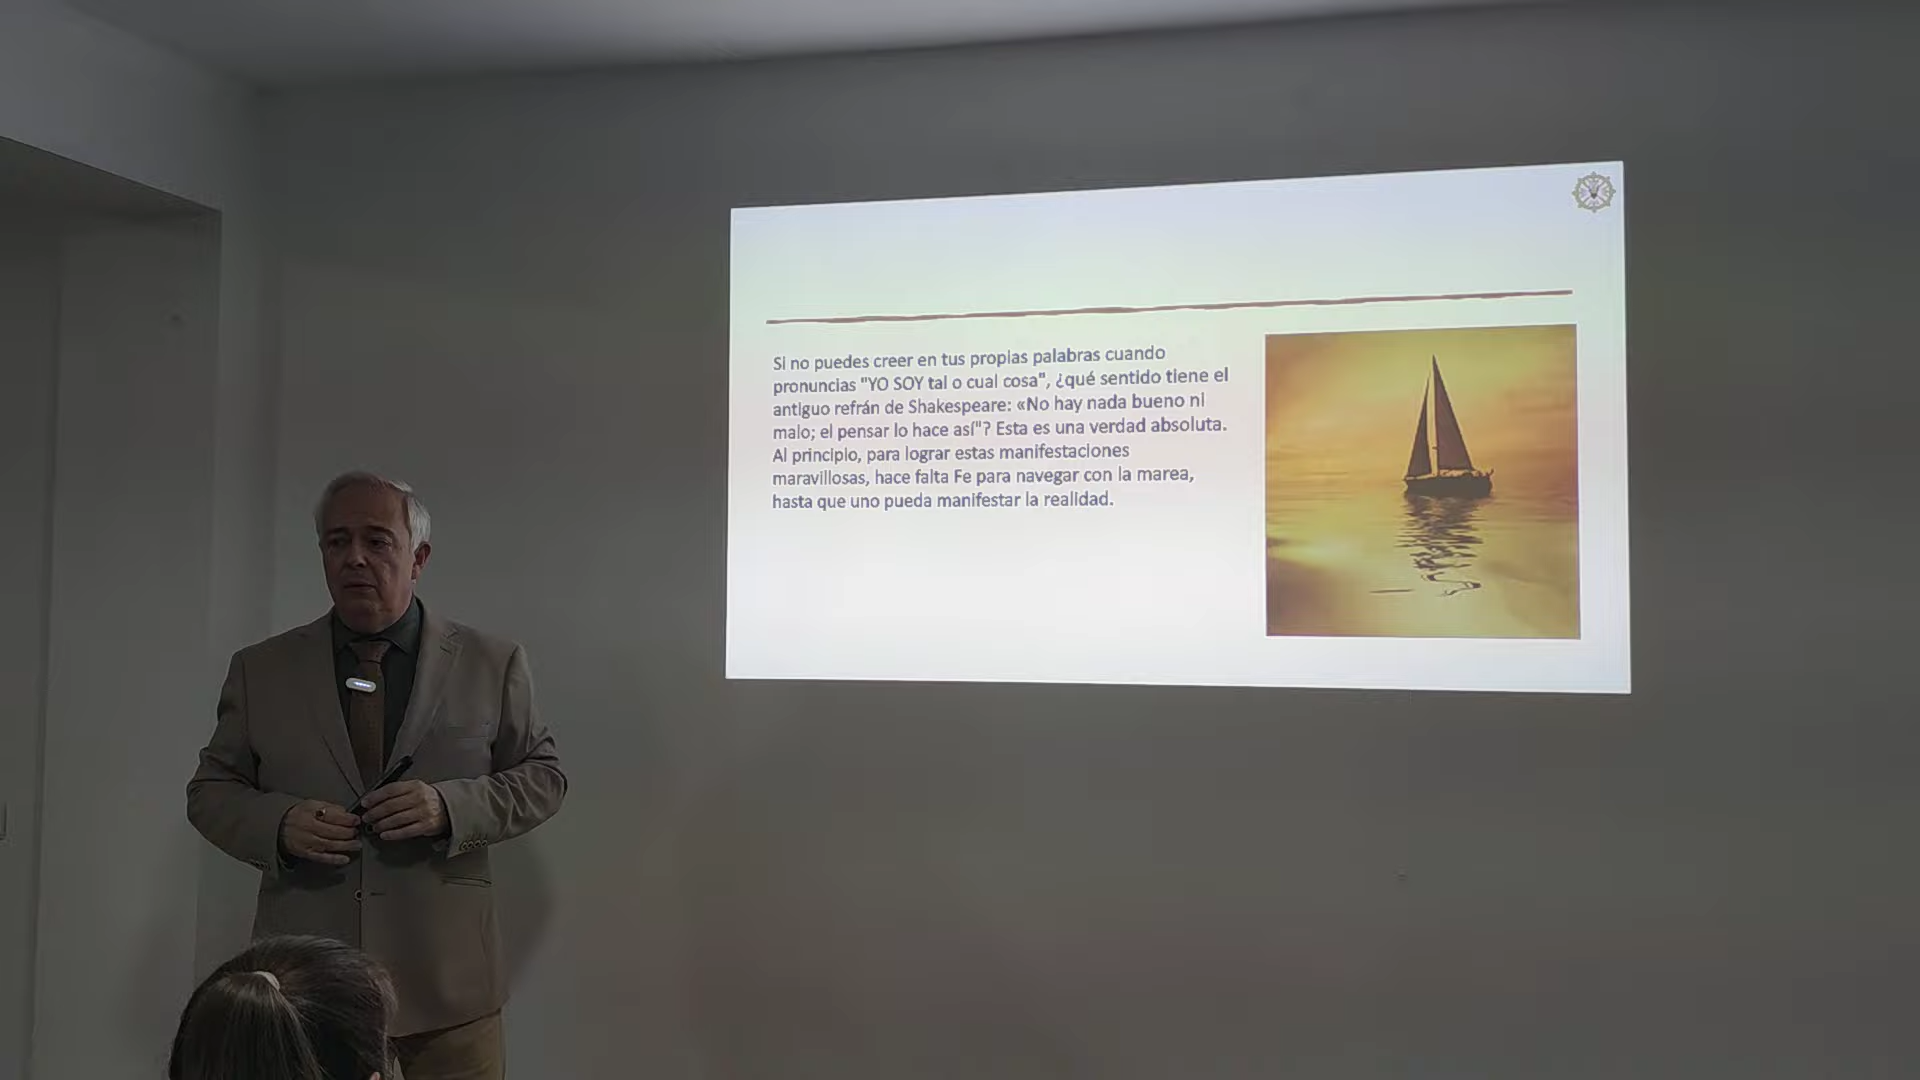 Si no puedes creer en tus propias palabras cuando
pronuncias "YO SOY tal o cual cosa", ¿qué sentido tiene el
antiguo refrán de Shakespeare: «No hay nada bueno ni
malo; el pensar lo hace así"? Esta es una verdad absoluta.
Al principio, para lograr estas manifestaciones
maravillosas, hace falta Fe para navegar con la marea,
hasta que uno pueda manifestar la realidad.